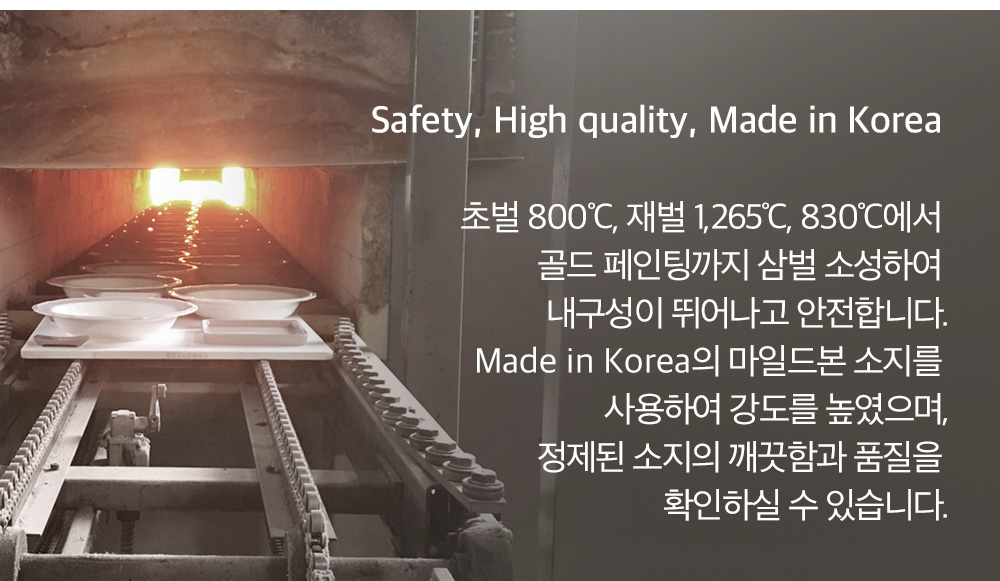 Safety, High quality, Made in Korea
초벌 800℃, 재벌 1,265℃, 830℃에서
골드 페인팅까지 삼벌 소성하여
내구성이 뛰어나고 안전합니다.
Made in Korea의 마일드본 소지를
사용하여 강도를 높였으며,
정제된 소지의 깨끗함과 품질을
확인하실 수 있습니다.